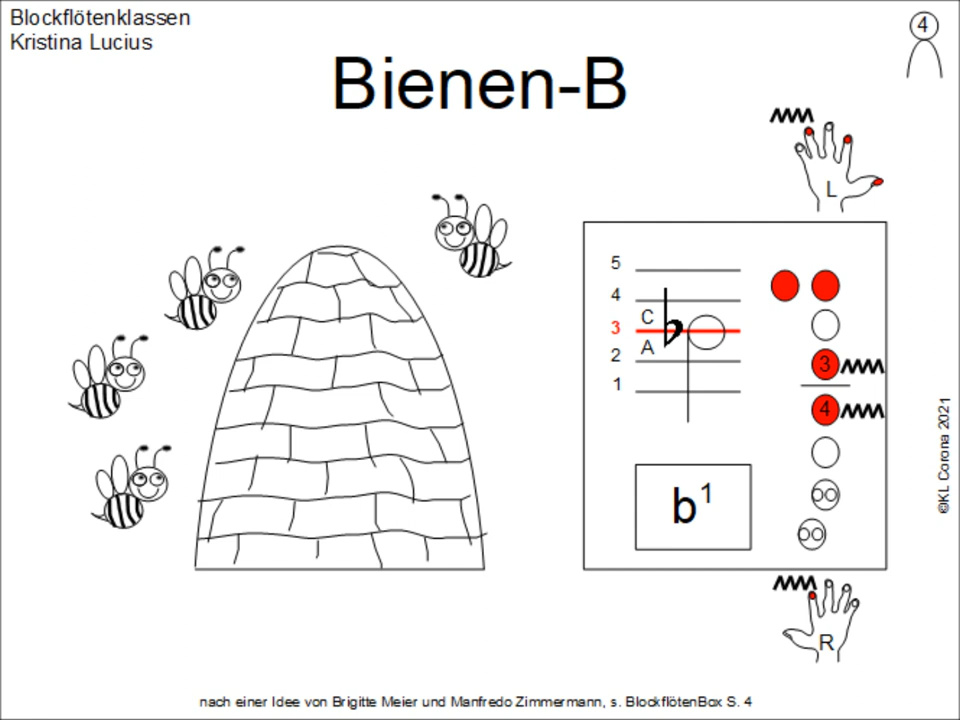 Blockflötenklassen
Kristina Lucius
4
Bienen-B
L
5
4
3
2
1
C
A
3
4
b¹
R
©KL Corona 2021
nach einer Idee von Brigitte Meier und Manfredo Zimmermann, s. BlockflötenBox S. 4